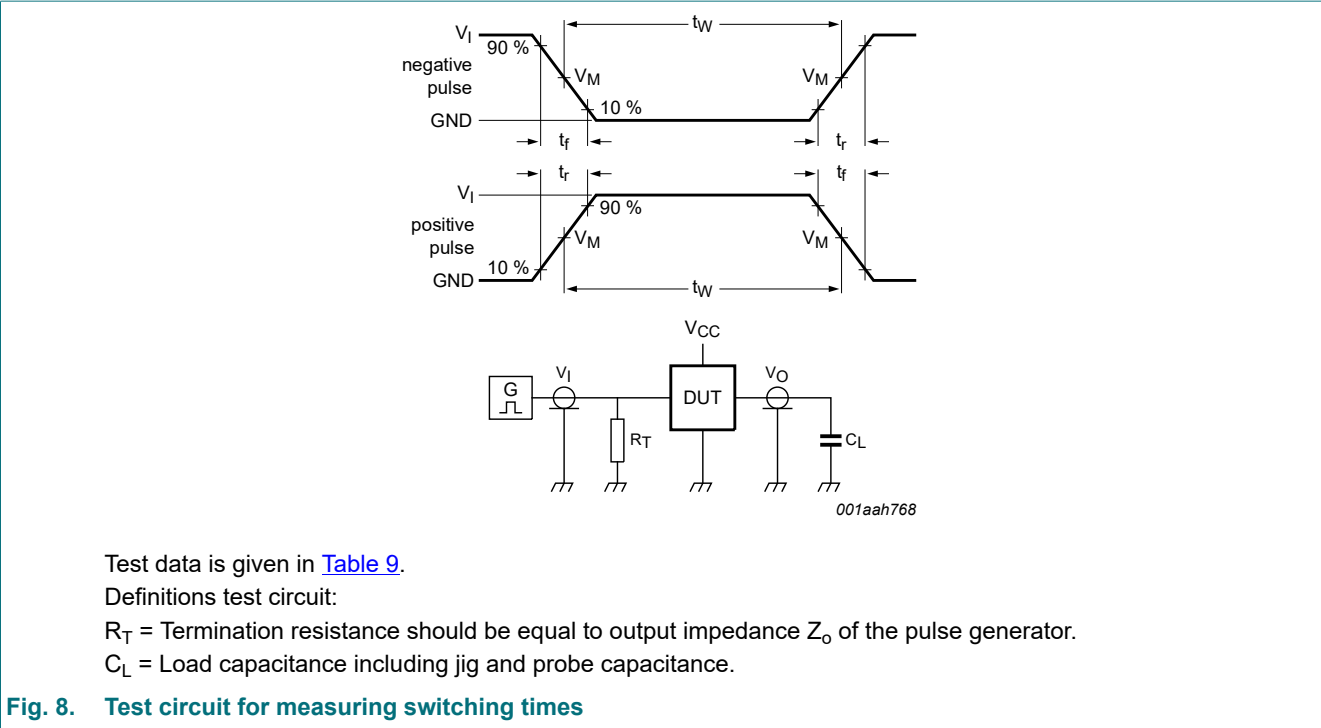 tW
VI
90 %
negative
pulse
VM
VM
10 %
GND
tf
tr
tr
tf
VI
90 %
positive
pulse
VM
VM
10 %
GND
tW
VCC
VI
VO
G
DUT
RT
CL
001aah768
Test data is given in Table 9.
Definitions test circuit:
RT = Termination resistance should be equal to output impedance Zo of the pulse generator.
CL = Load capacitance including jig and probe capacitance.
Fig. 8. Test circuit for measuring switching times